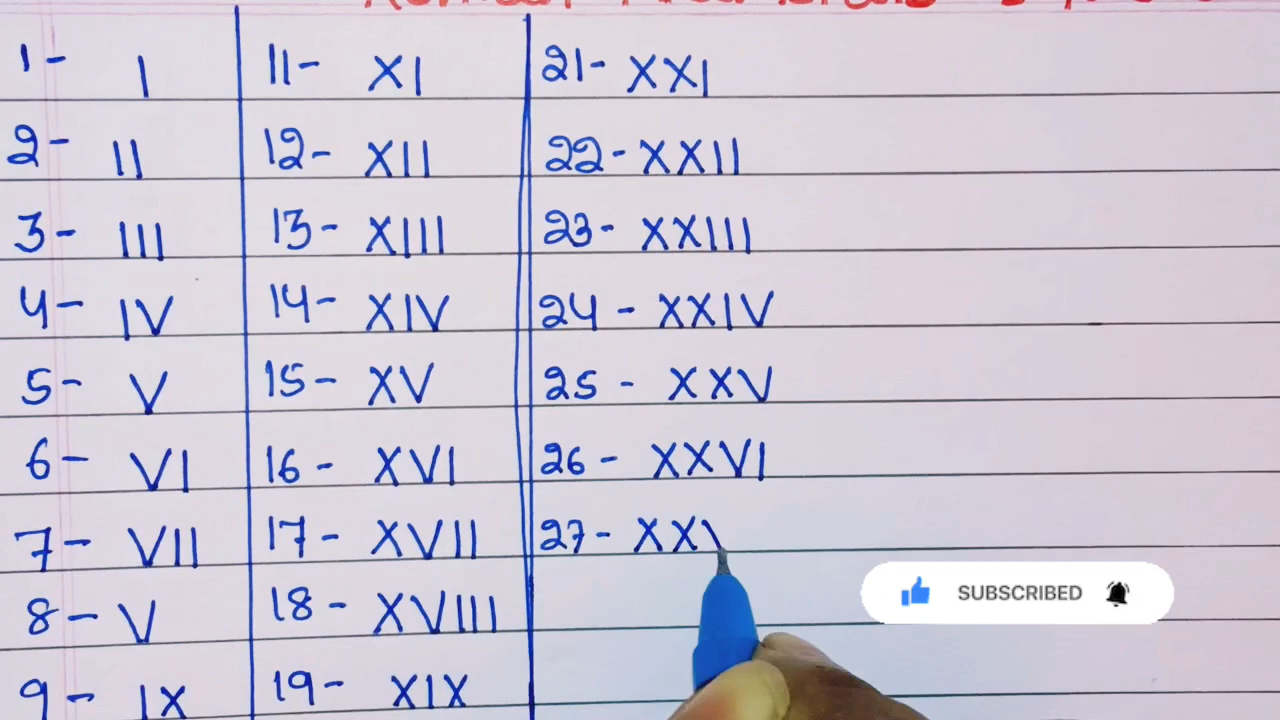 1- I
2- II
3- III
4- IV
5- V
6- VI
7- VII
8- V
9- IX
11- XI
12- XII
13- XIII
14- XIV
15- XV
16- XVI
17- XVII
18- XVIII
19- XIX
21- XXI
22- XXII
23- XXIII
24- XXIV
25- XXV
26- XXVI
27- XX
SUBSCRIBED